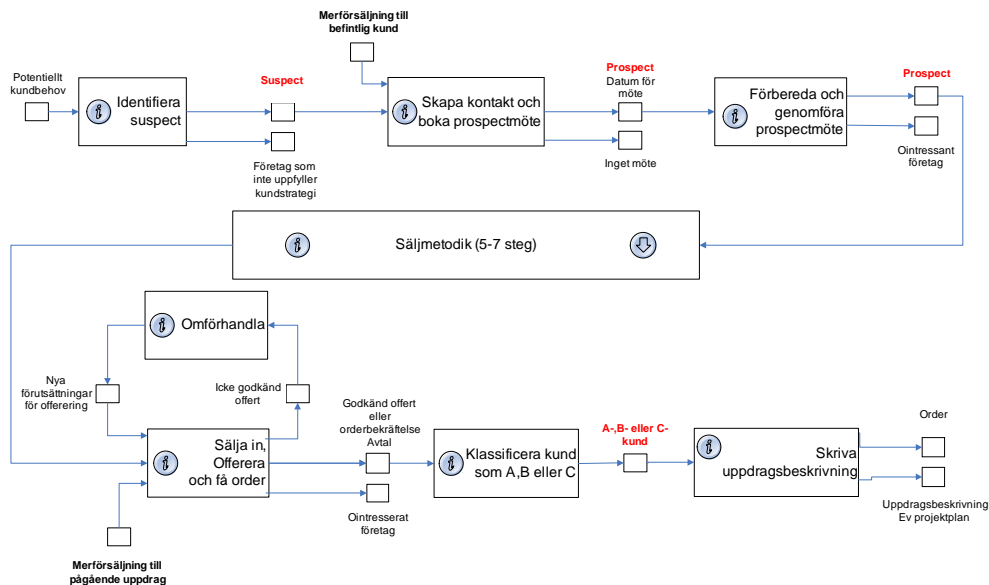 Merförsäljning till
befintlig kund
Potentiellt
kundbehov
Identifiera
suspect
Suspect
Företag som
inte uppfyller
kundstrategi
Skapa kontakt och
boka prospectmöte
Prospect
Datum för
möte
Inget möte
Förbereda och
genomföra
prospectmöte
Prospect
Ointressant
företag
Säljmetodik (5-7 steg)
Omförhandla
Nya
förutsättningar
för offerering
Icke godkänd
offert
Sälja in,
Offerera
och få order
Merförsäljning till
pågående uppdrag
Godkänd offert
eller
orderbekräftelse
Avtal
Ointresserat
företag
Klassificera kund
som A,B eller C
A-,B- eller C-
kund
Skriva
uppdragsbeskrivning
Order
Uppdragsbeskrivning
Ev projektplan